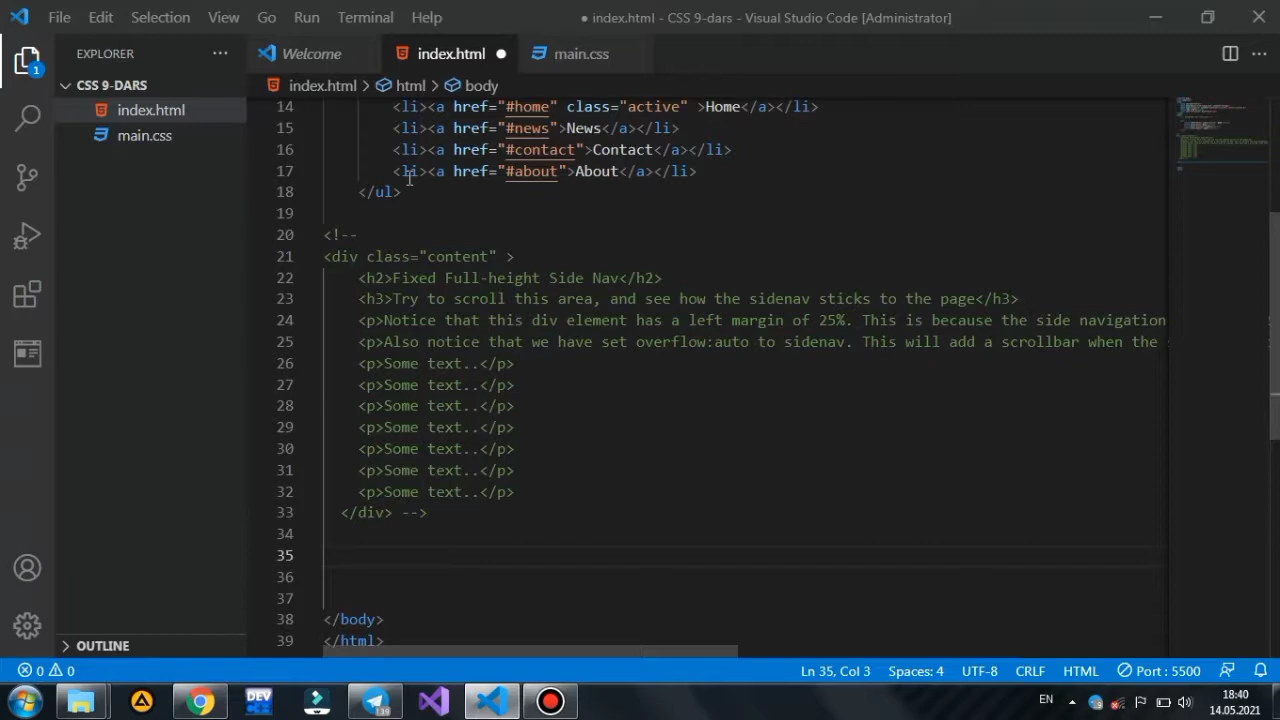 File Edit Selection View Go Run Terminal Help ● index.html - CSS 9-dars - Visual Studio Code [Administrator]
EXPLORER ··· Welcome index.html ● main.css ···
CSS 9-DARS index.html > html > body
index.html
main.css
1
14 <li><a href="#home" class="active" >Home</a></li>
15 <li><a href="#news">News</a></li>
16 <li><a href="#contact">Contact</a></li>
17 <li><a href="#about">About</a></li>
18 </ul>
19
20 <!--
21 <div class="content" >
22 <h2>Fixed Full-height Side Nav</h2>
23 <h3>Try to scroll this area, and see how the sidenav sticks to the page</h3>
24 <p>Notice that this div element has a left margin of 25%. This is because the side navigation
25 <p>Also notice that we have set overflow:auto to sidenav. This will add a scrollbar when the
26 <p>Some text..</p>
27 <p>Some text..</p>
28 <p>Some text..</p>
29 <p>Some text..</p>
30 <p>Some text..</p>
31 <p>Some text..</p>
32 <p>Some text..</p>
33 </div> -->
34
35
36
37
38 </body>
39 </html>
OUTLINE
0 0 Ln 35, Col 3 Spaces: 4 UTF-8 CRLF HTML Port : 5500
DEV 139 EN 18:40
14.05.2021